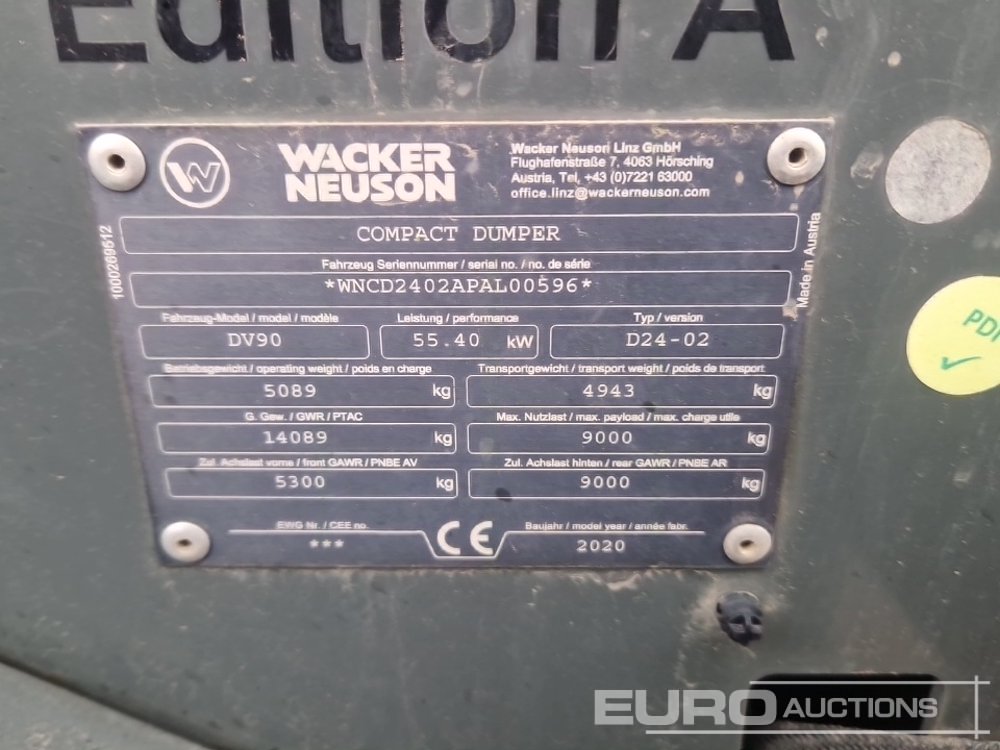 Edition A
W
WACKER
NEUSON
Wacker Neuson Linz GmbH
Flughafenstraße 7, 4063 Hörsching
Austria, Tel, +43 (0)7221 63000
office.linz@wackerneuson.com
1000269612
Made in Austria
COMPACT DUMPER
Fahrzeug Seriennummer / serial no. / no. de série
*WNCD2402APAL00596*
Fahrzeug-Model / model / modèle
Leistung / performance
Typ / version
DV90
55.40 kW
D24-02
Betriebsgewicht / operating weight / poids en charge
Transportgewicht / transport weight / poids de transport
5089 kg
4943 kg
G. Gew. / GWR / PTAC
Max. Nutzlast / max. payload / max. charge utile
14089 kg
9000 kg
Zul. Achslast vorne / front GAWR / PNBE AV
Zul. Achslast hinten / rear GAWR / PNBE AR
5300 kg
9000 kg
EWG Nr. / CEE no.
CE
Baujahr / model year / année fabr.
***
2020
PDI
EURO AUCTIONS